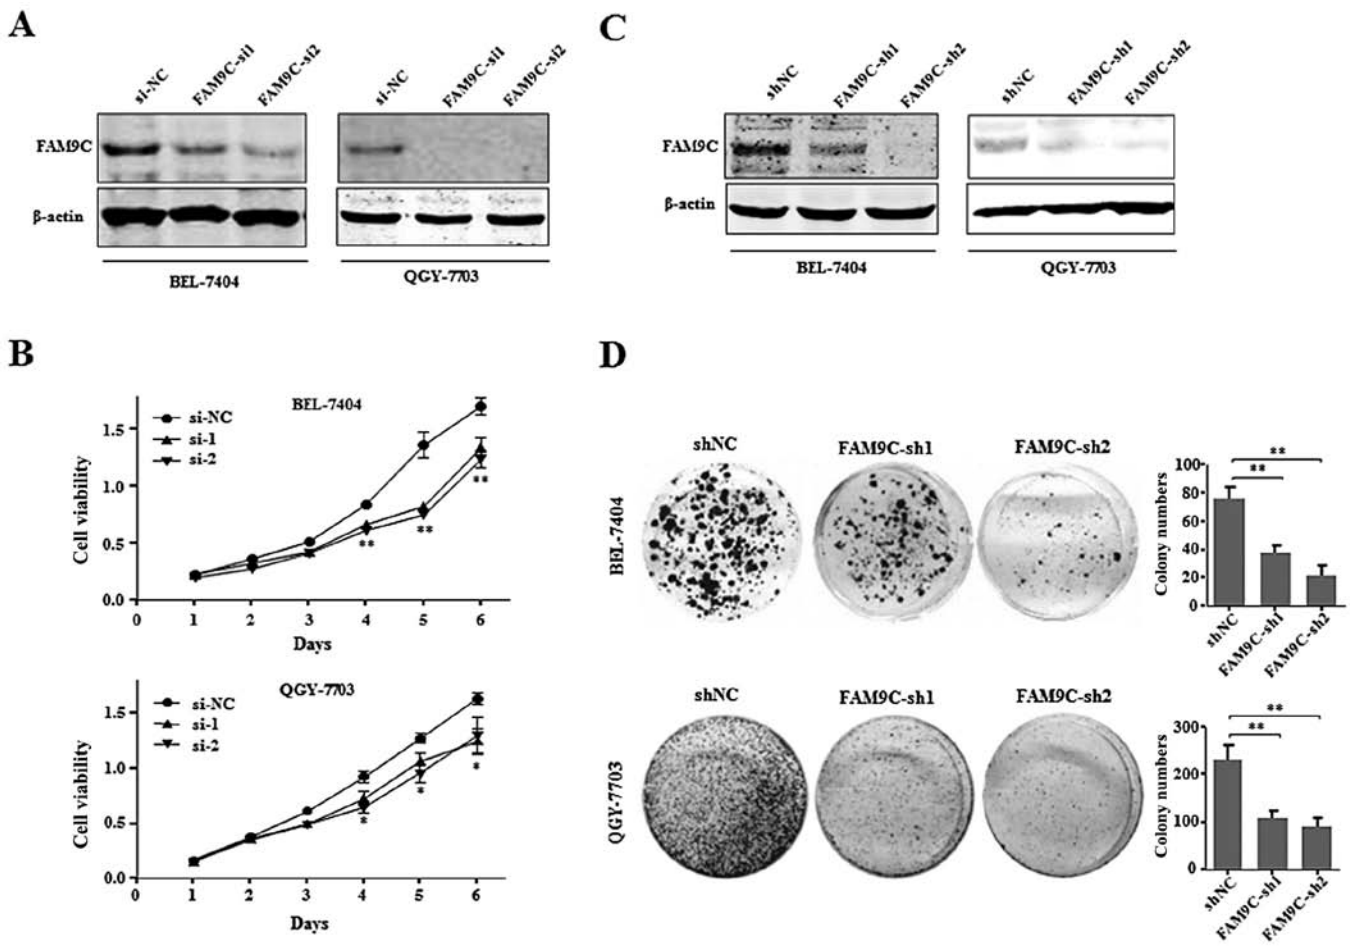 A
si-NC FAM9C-si1 FAM9C-si2
si-NC FAM9C-si1 FAM9C-si2
FAM9C
β-actin
BEL-7404
QGY-7703
C
shNC FAM9C-sh1 FAM9C-sh2
shNC FAM9C-sh1 FAM9C-sh2
FAM9C
β-actin
BEL-7404
QGY-7703
B
BEL-7404
si-NC
si-1
si-2
Cell viability
1.5
1.0
0.5
0.0
** ** **
0 1 2 3 4 5 6
Days
QGY-7703
si-NC
si-1
si-2
Cell viability
1.5
1.0
0.5
0.0
* * *
0 1 2 3 4 5 6
Days
D
shNC FAM9C-sh1 FAM9C-sh2
BEL-7404
Colony numbers
100
80
60
40
20
0
**
**
shNC FAM9C-sh1 FAM9C-sh2
shNC FAM9C-sh1 FAM9C-sh2
QGY-7703
Colony numbers
300
200
100
0
**
**
shNC FAM9C-sh1 FAM9C-sh2